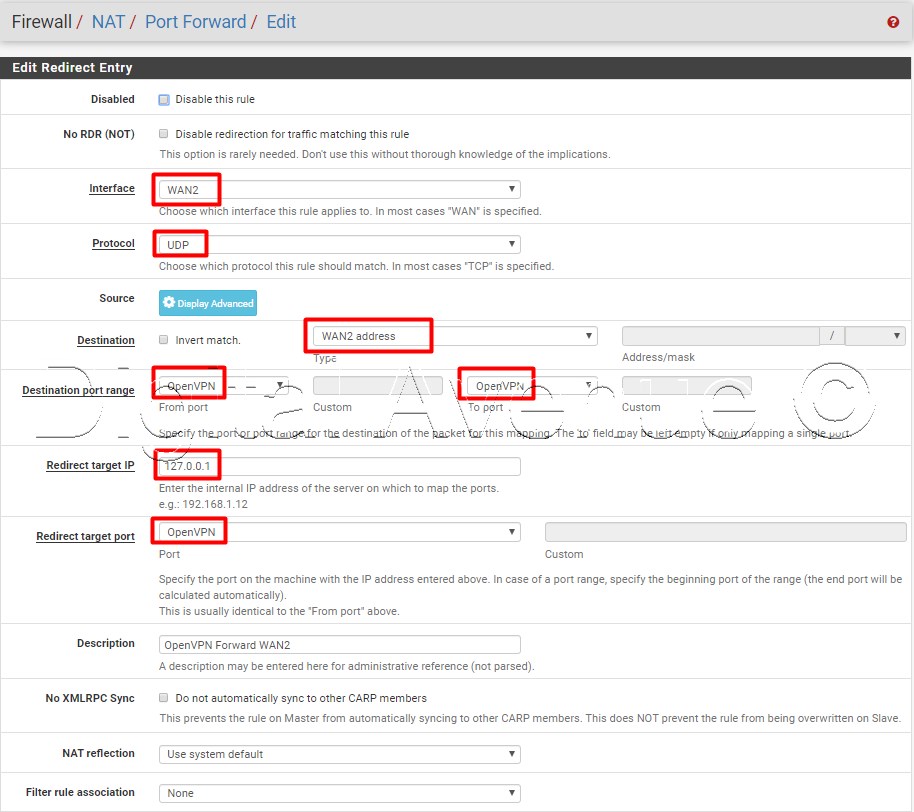 Firewall / NAT / Port Forward / Edit
Edit Redirect Entry
Disabled Disable this rule
No RDR (NOT) Disable redirection for traffic matching this rule
This option is rarely needed. Don't use this without thorough knowledge of the implications.
Interface WAN2
Choose which interface this rule applies to. In most cases "WAN" is specified.
Protocol UDP
Choose which protocol this rule should match. In most cases "TCP" is specified.
Source Display Advanced
Destination Invert match. WAN2 address /
Type Address/mask
Destination port range OpenVPN OpenVPN
From port Custom To port Custom
Digital Avenue ©
Specify the port or port range for the destination of the packet for this mapping. The 'to' field may be left empty if only mapping a single port.
Redirect target IP 127.0.0.1
Enter the internal IP address of the server on which to map the ports.
e.g.: 192.168.1.12
Redirect target port OpenVPN
Port Custom
Specify the port on the machine with the IP address entered above. In case of a port range, specify the beginning port of the range (the end port will be
calculated automatically).
This is usually identical to the "From port" above.
Description OpenVPN Forward WAN2
A description may be entered here for administrative reference (not parsed).
No XMLRPC Sync Do not automatically sync to other CARP members
This prevents the rule on Master from automatically syncing to other CARP members. This does NOT prevent the rule from being overwritten on Slave.
NAT reflection Use system default
Filter rule association None